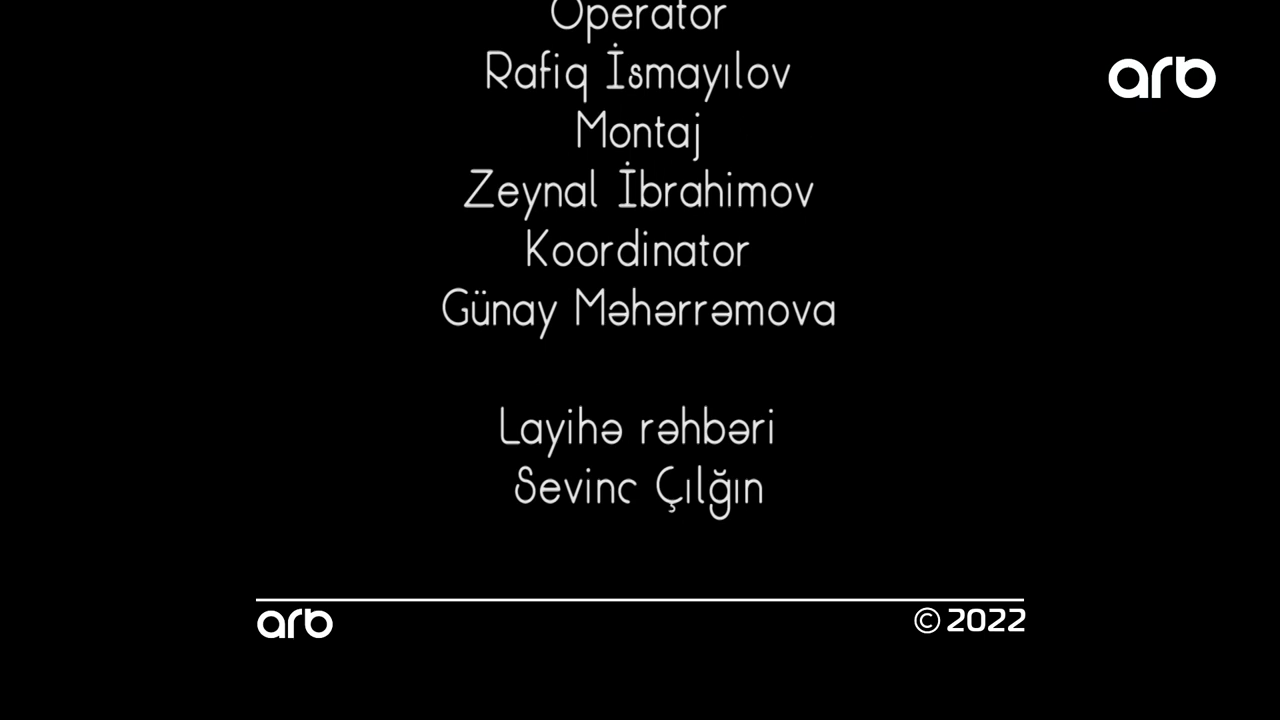 Operator
arb
Rafiq İsmayılov
Montaj
Zeynal İbrahimov
Koordinator
Günay Məhərrəmova
Layihə rəhbəri
Sevinc Çılğın
arb
© 2022